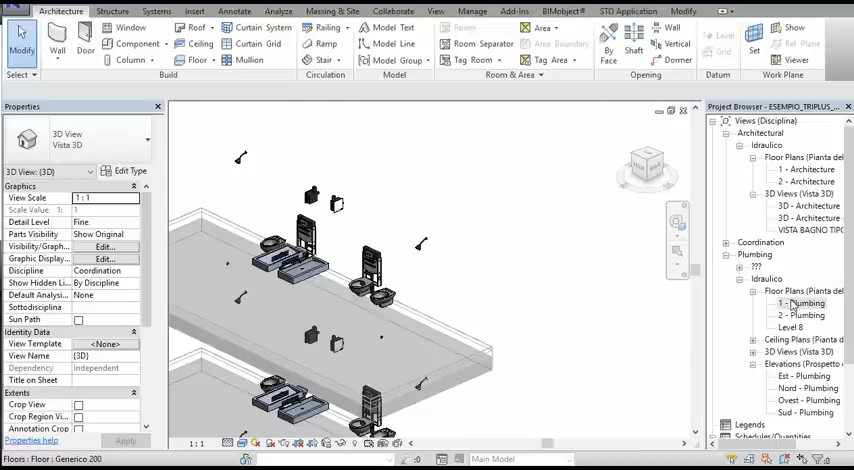 Architecture Structure Systems Insert Annotate Analyze Massing & Site Collaborate View Manage Add-Ins BIMobject® STO Application Modify
Modify
Select
Wall
Door
Window
Component
Column
Roof
Ceiling
Floor
Curtain System
Curtain Grid
Mullion
Build
Railing
Ramp
Stair
Circulation
Model Text
Model Line
Model Group
Model
Room
Room Separator
Tag Room
Area
Area Boundary
Tag Area
Room & Area
By Face
Shaft
Wall
Vertical
Dormer
Opening
Level
Grid
Datum
Set
Show
Ref Plane
Viewer
Work Plane
Properties
3D View
Vista 3D
3D View: {3D}
Edit Type
Graphics
View Scale 1 : 1
Scale Value 1: 1
Detail Level Fine
Parts Visibility Show Original
Visibility/Graph... Edit...
Graphic Display... Edit...
Discipline Coordination
Show Hidden Li... By Discipline
Default Analysi... None
Sottodisciplina
Sun Path
Identity Data
View Template <None>
View Name {3D}
Dependency Independent
Title on Sheet
Extents
Crop View
Crop Region Vi...
Annotation Crop
Properties help
Apply
1 : 1
Project Browser - ESEMPIO_TRIPLUS_...
Views (Disciplina)
Architectural
Idraulico
Floor Plans (Pianta del
1 - Architecture
2 - Architecture
3D Views (Vista 3D)
3D - Architecture
3D - Architecture
VISTA BAGNO TIPO
Coordination
Plumbing
???
Idraulico
Floor Plans (Pianta del
1 - Plumbing
2 - Plumbing
Level 8
Ceiling Plans (Pianta de
3D Views (Vista 3D)
Elevations (Prospetto
Est - Plumbing
Nord - Plumbing
Ovest - Plumbing
Sud - Plumbing
Legends
Schedules/Quantities
Floors : Floor : Generico 200
:0
Main Model
:0